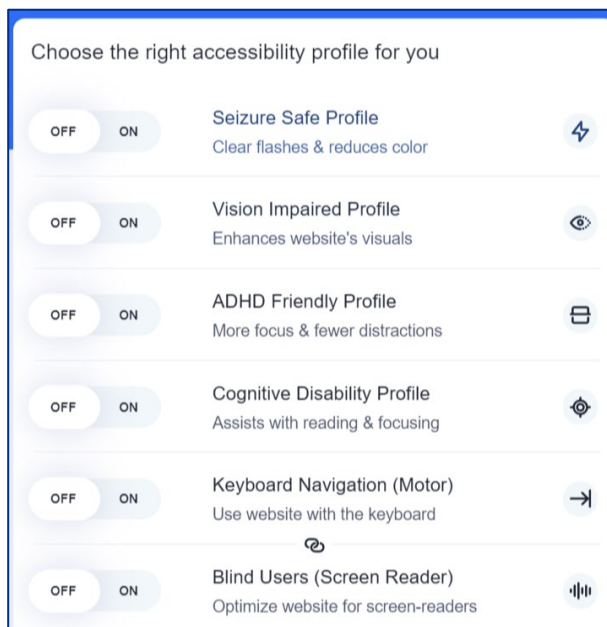 Choose the right accessibility profile for you
OFF ON Seizure Safe Profile
Clear flashes & reduces color
OFF ON Vision Impaired Profile
Enhances website's visuals
OFF ON ADHD Friendly Profile
More focus & fewer distractions
OFF ON Cognitive Disability Profile
Assists with reading & focusing
OFF ON Keyboard Navigation (Motor)
Use website with the keyboard
OFF ON Blind Users (Screen Reader)
Optimize website for screen-readers